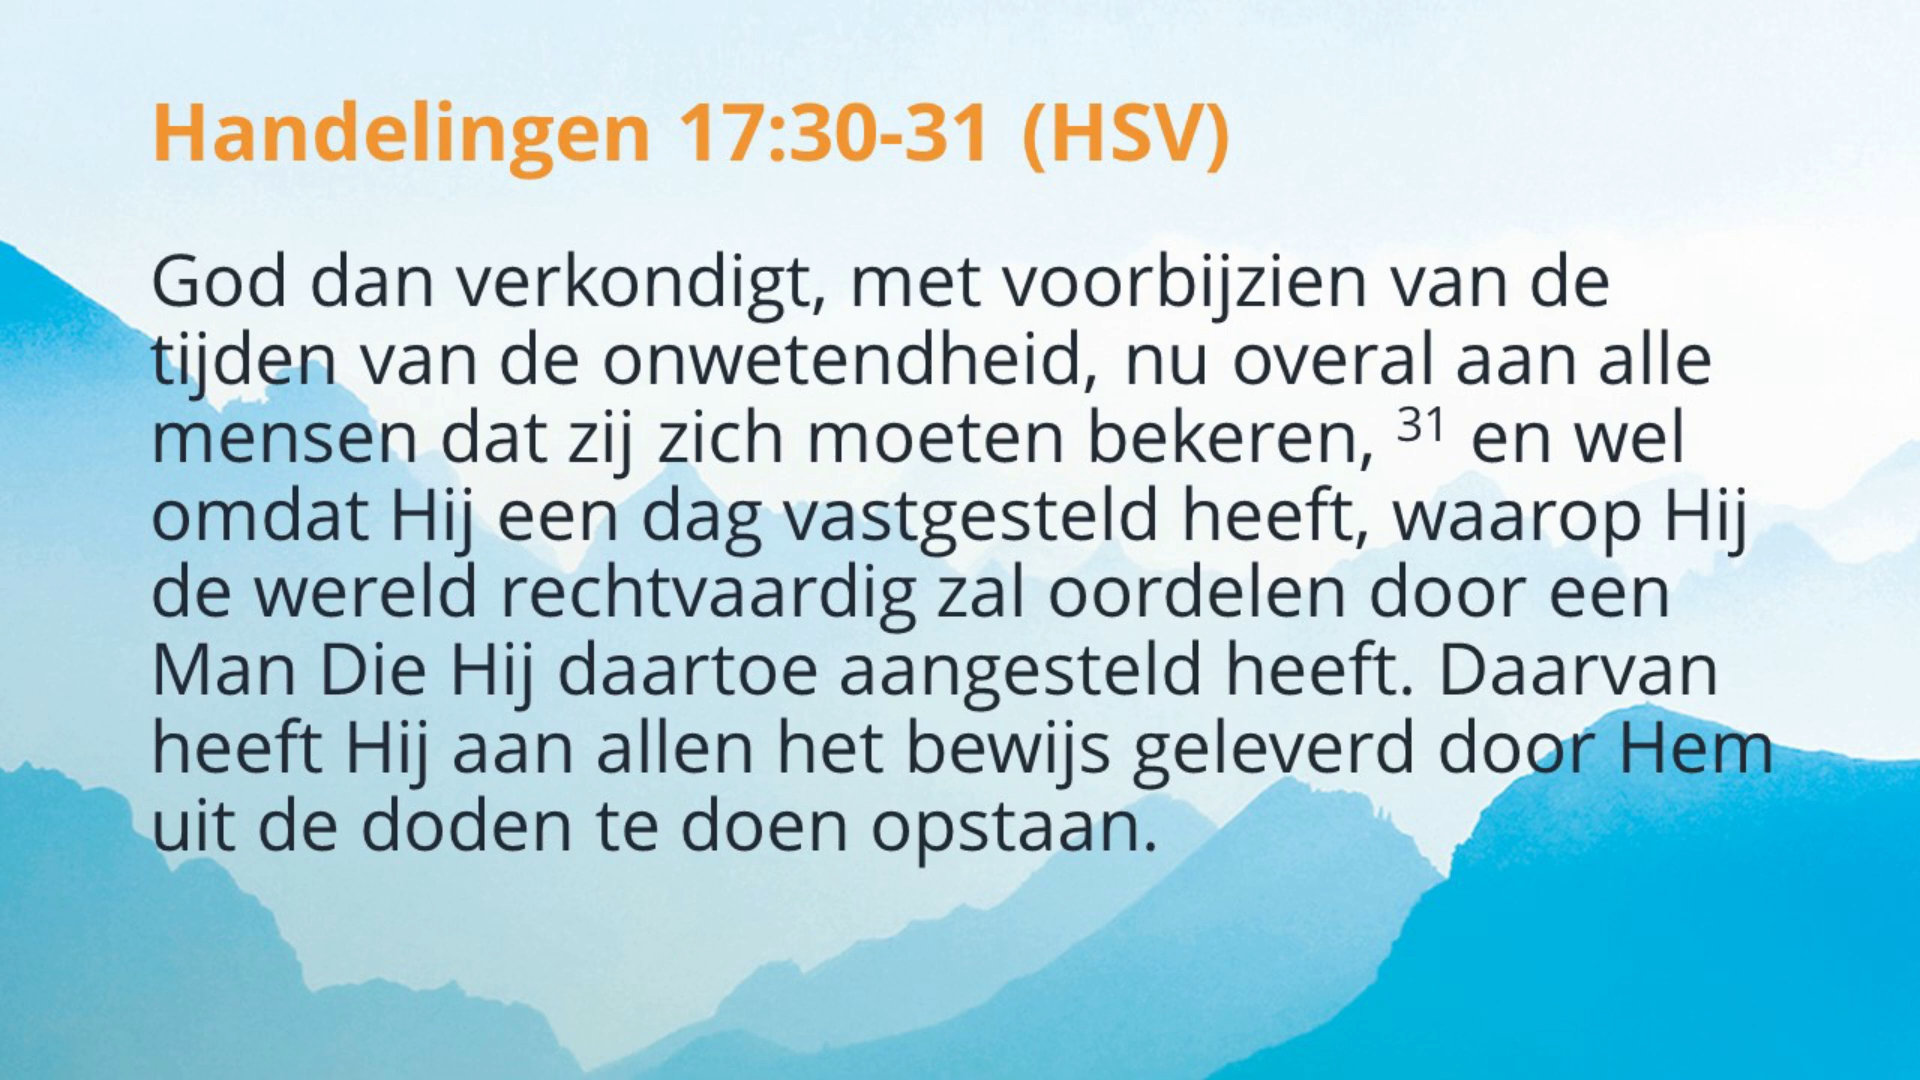 Handelingen 17:30-31 (HSV)
God dan verkondigt, met voorbijzien van de
tijden van de onwetendheid, nu overal aan alle
mensen dat zij zich moeten bekeren, ³¹ en wel
omdat Hij een dag vastgesteld heeft, waarop Hij
de wereld rechtvaardig zal oordelen door een
Man Die Hij daartoe aangesteld heeft. Daarvan
heeft Hij aan allen het bewijs geleverd door Hem
uit de doden te doen opstaan.